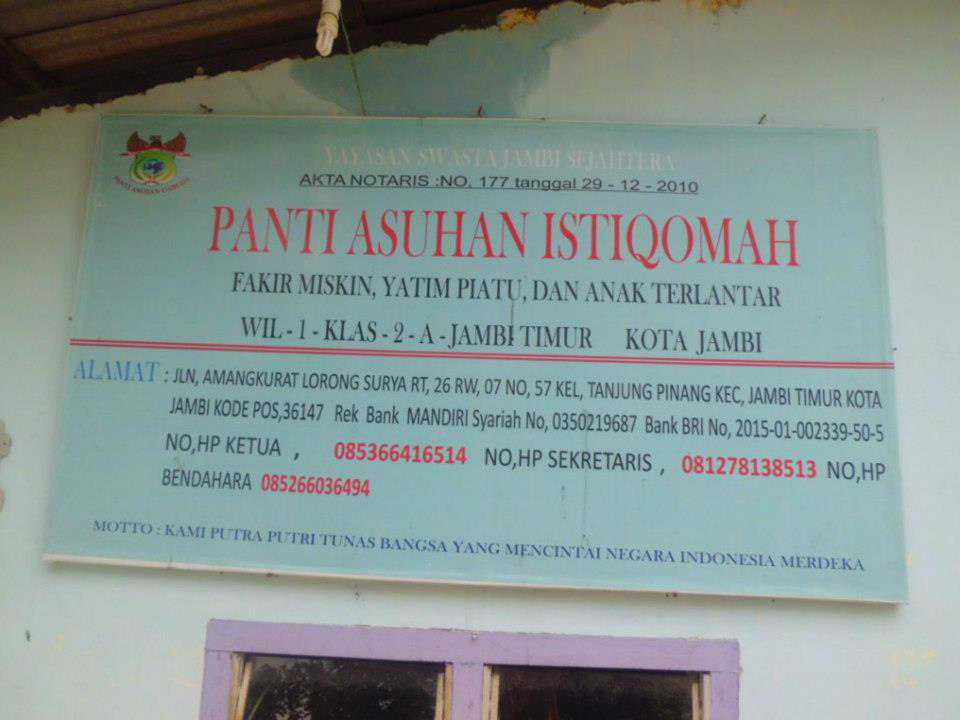 YAYASAN SWASTA JAMBI SEJAHTERA
AKTA NOTARIS :NO, 177 tanggal 29 - 12 - 2010
PANTI ASUHAN ISTIQOMAH
FAKIR MISKIN, YATIM PIATU, DAN ANAK TERLANTAR
WIL - 1 - KLAS - 2 - A - JAMBI TIMUR KOTA JAMBI
ALAMAT : JLN, AMANGKURAT LORONG SURYA RT, 26 RW, 07 NO, 57 KEL, TANJUNG PINANG KEC, JAMBI TIMUR KOTA
JAMBI KODE POS,36147 Rek Bank MANDIRI Syariah No, 0350219687 Bank BRI No, 2015-01-002339-50-5
NO,HP KETUA , 085366416514 NO,HP SEKRETARIS , 081278138513 NO,HP
BENDAHARA 085266036494
MOTTO : KAMI PUTRA PUTRI TUNAS BANGSA YANG MENCINTAI NEGARA INDONESIA MERDEKA
PANTI ASUHAN